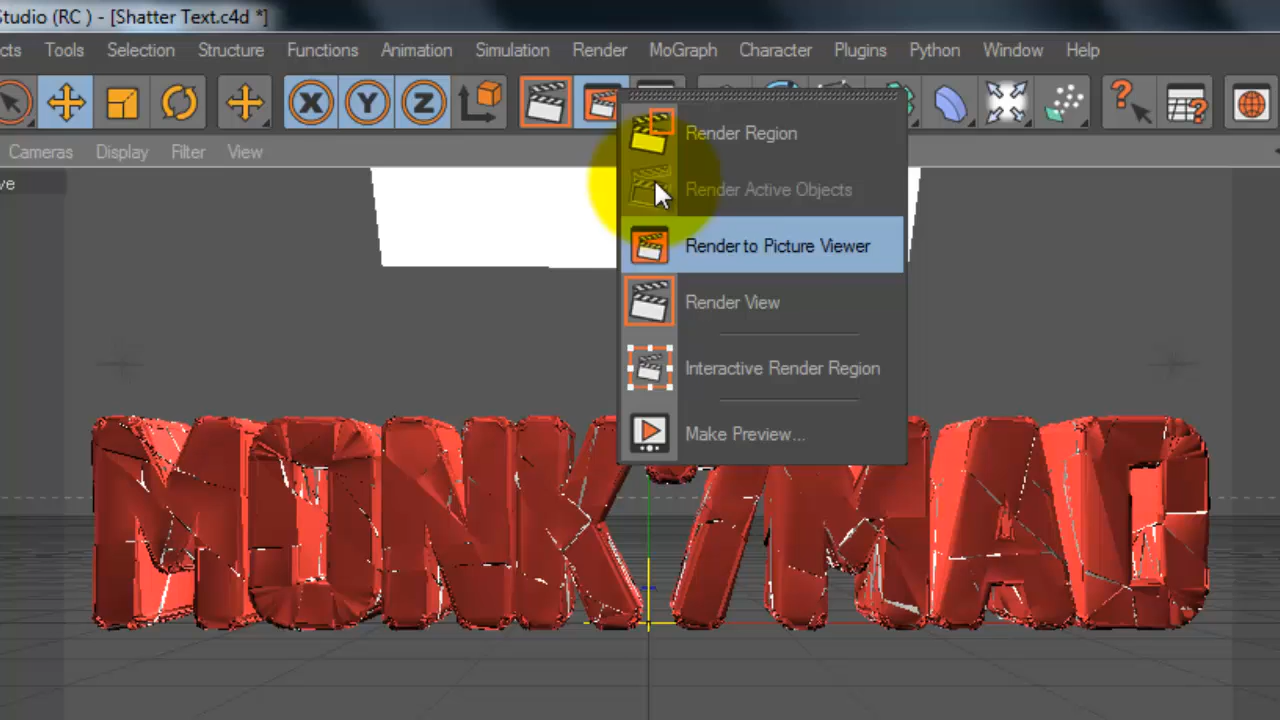 Studio (RC ) - [Shatter Text.c4d *]
cts Tools Selection Structure Functions Animation Simulation Render MoGraph Character Plugins Python Window Help
X Y Z
Cameras Display Filter View
ve
Render Region
Render Active Objects
Render to Picture Viewer
Render View
Interactive Render Region
Make Preview...